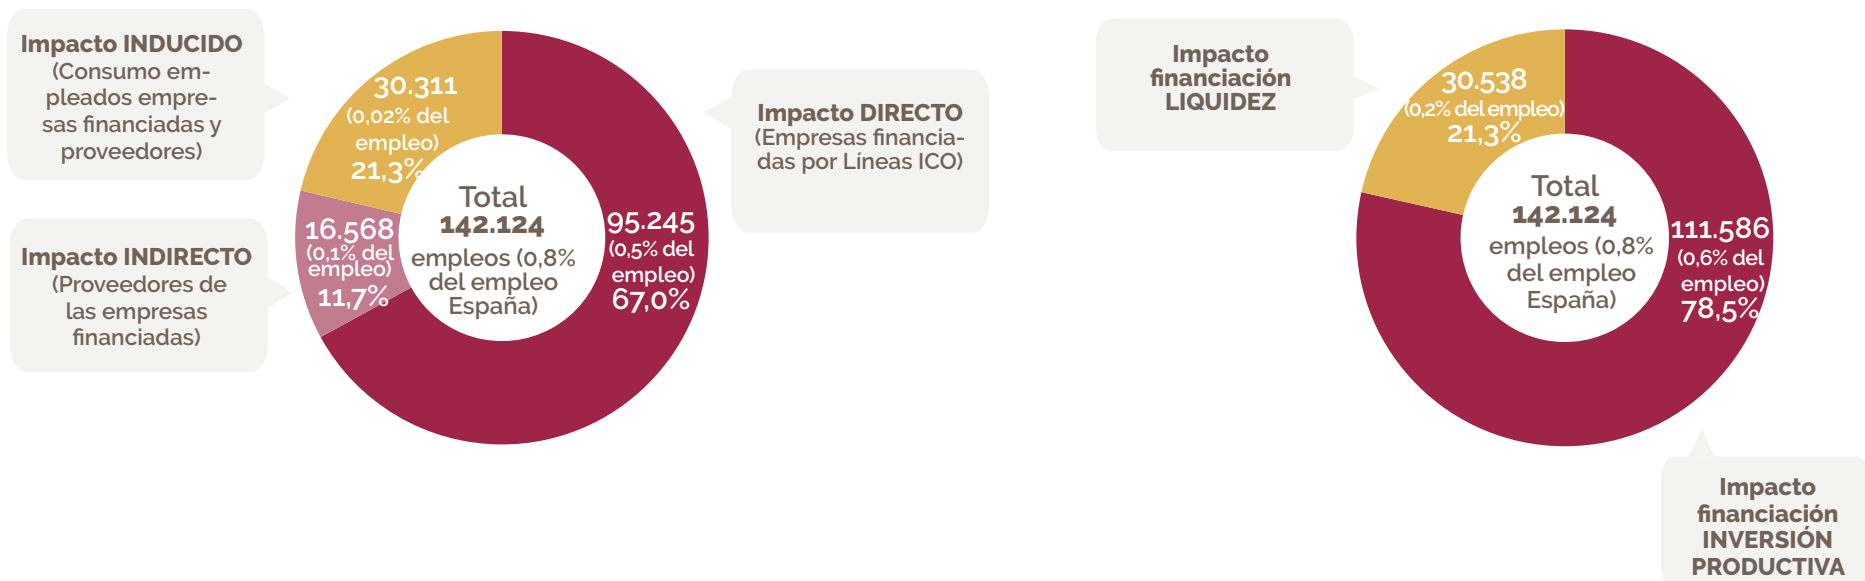 Impacto INDUCIDO
(Consumo em-
pleados empre-
sas financiadas y
proveedores)
30.311
(0,02% del
empleo)
21,3%
Impacto INDIRECTO
(Proveedores de
las empresas
financiadas)
16.568
(0,1% del
empleo)
11,7%
Total
142.124
empleos (0,8%
del empleo
España)
95.245
(0,5% del
empleo)
67,0%
Impacto DIRECTO
(Empresas financia-
das por Líneas ICO)
Impacto
financiación
LIQUIDEZ
30.538
(0,2% del empleo)
21,3%
Total
142.124
empleos (0,8%
del empleo
España)
111.586
(0,6% del
empleo)
78,5%
Impacto
financiación
INVERSIÓN
PRODUCTIVA